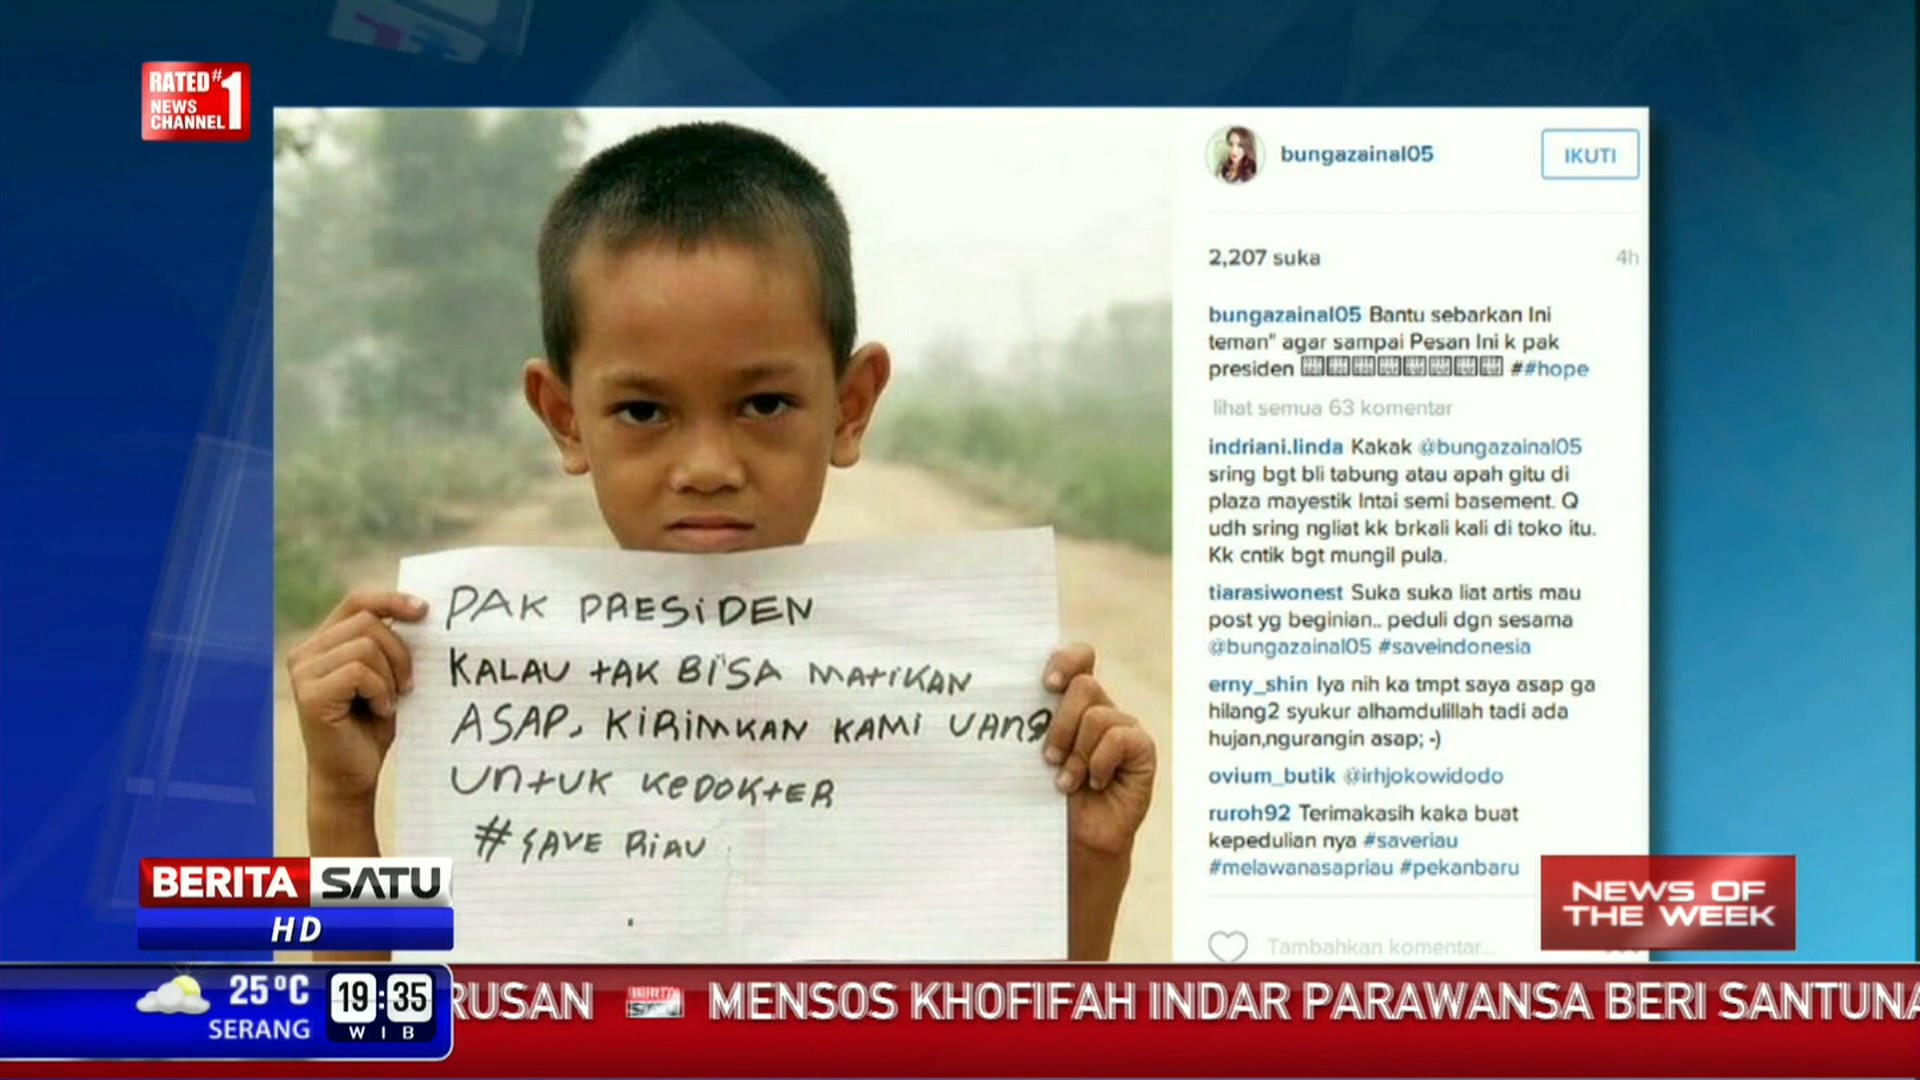 RATED #1
NEWS
CHANNEL
bungazainal05
IKUTI
2,207 suka
4h
bungazainal05 Bantu sebarkan Ini
teman" agar sampai Pesan Ini k pak
presiden ##hope
lihat semua 63 komentar
indriani.linda Kakak @bungazainal05
sring bgt bli tabung atau apah gitu di
plaza mayestik lntai semi basement. Q
udh sring ngliat kk brkali kali di toko itu.
Kk cntik bgt mungil pula.
tiarasiwonest Suka suka liat artis mau
post yg beginian.. peduli dgn sesama
@bungazainal05 #saveindonesia
erny_shin Iya nih ka tmpt saya asap ga
hilang2 syukur alhamdulillah tadi ada
hujan,ngurangin asap; -)
ovium_butik @irhjokowidodo
ruroh92 Terimakasih kaka buat
kepedulian nya #saveriau
#melawanasapriau #pekanbaru
Tambahkan komentar...
PAK PRESIDEN
KALAU tAK BISA MAtiKAN
ASAP, KIRIMKAN KAMI UANG
UNtUK KEDOKtER
#SAVE RIAU
BERITA SATU
HD
NEWS OF
THE WEEK
25°C
SERANG
19:35
WIB
RUSAN BERITA SATU MENSOS KHOFIFAH INDAR PARAWANSA BERI SANTUNA